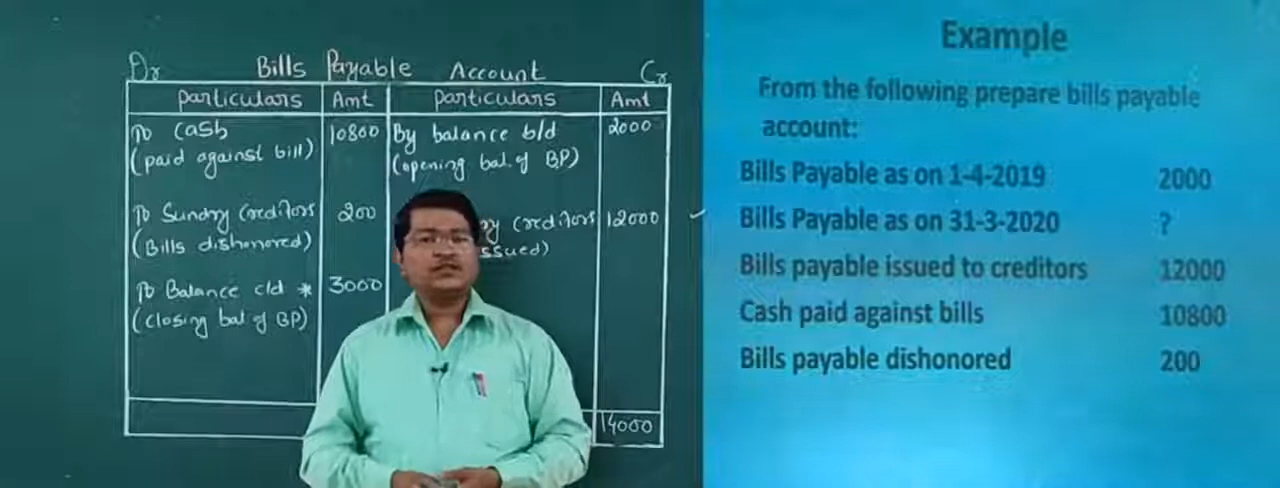 Dr Bills Payable Account Cr
particulars Amt particulars Amt
To Cash 10800 By balance b/d 2000
(paid against bill) (opening bal. of BP)
To Sundry Creditors 200 ry Creditors 12000
(Bills dishonored) ssued)
To Balance c/d * 3000
(closing bal of BP)
14000
Example
From the following prepare bills payable
account:
Bills Payable as on 1-4-2019 2000
Bills Payable as on 31-3-2020 ?
Bills payable issued to creditors 12000
Cash paid against bills 10800
Bills payable dishonored 200